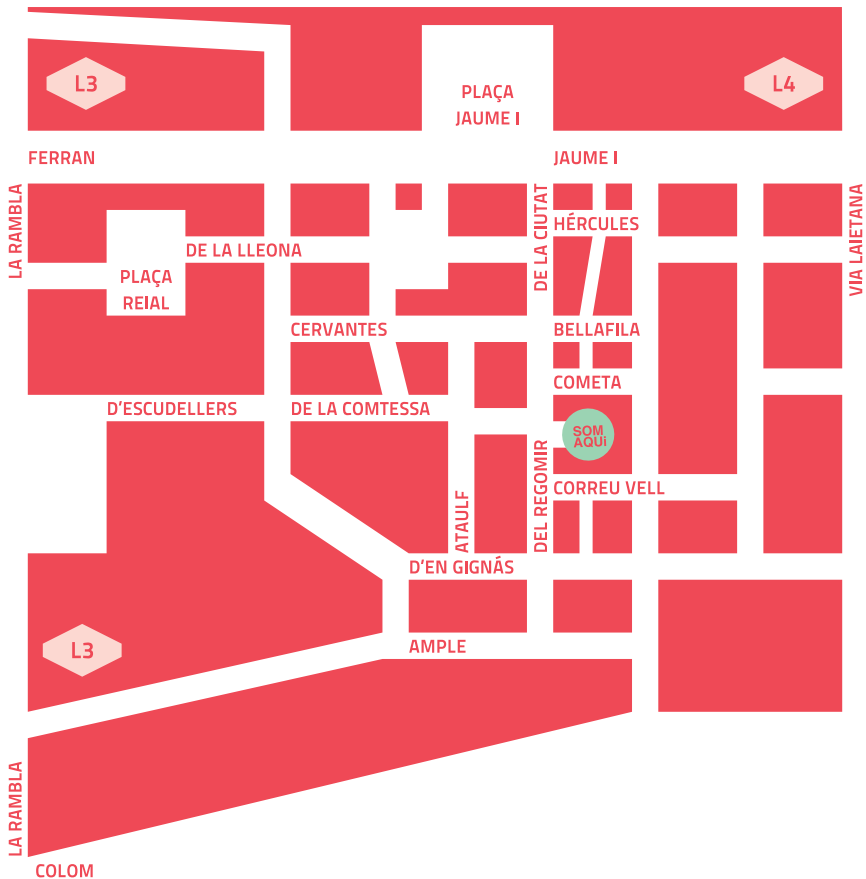 L3
L4
PLAÇA
JAUME I
FERRAN
JAUME I
LA RAMBLA
DE LA CIUTAT
HÉRCULES
VIA LAIETANA
DE LA LLEONA
PLAÇA
REIAL
CERVANTES
BELLAFILA
COMETA
D'ESCUDELLERS
DE LA COMTESSA
SOM
AQUi
DEL REGOMIR
CORREU VELL
ATAULF
D'EN GIGNÁS
L3
AMPLE
LA RAMBLA
COLOM